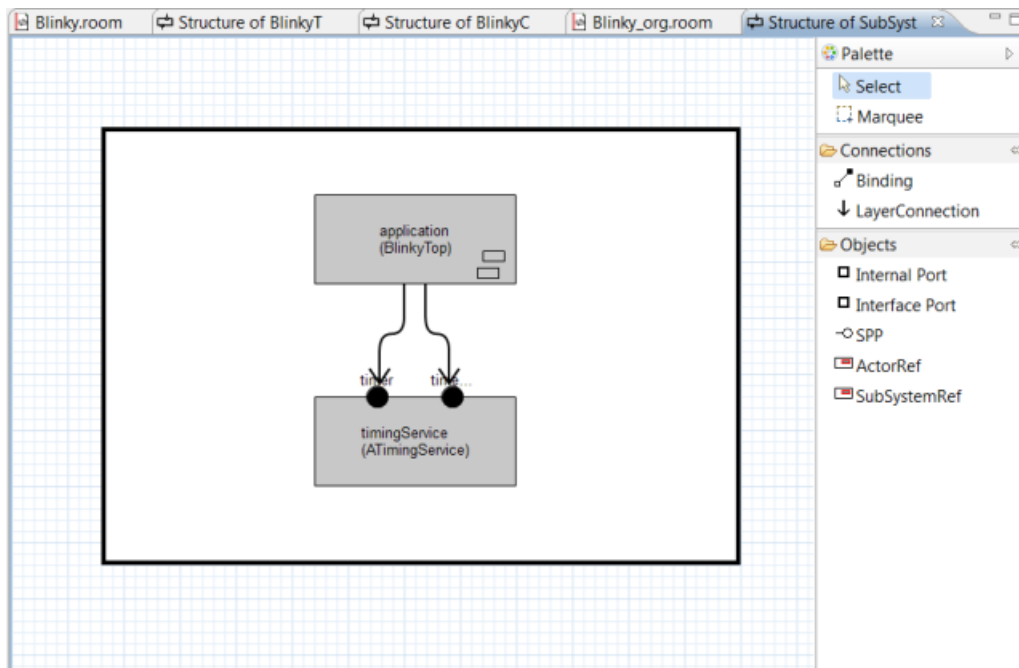 Blinky.room
Structure of BlinkyT
Structure of BlinkyC
Blinky_org.room
Structure of SubSyst
Palette
Select
Marquee
Connections
Binding
LayerConnection
Objects
Internal Port
Interface Port
SPP
ActorRef
SubSystemRef
application
(BlinkyTop)
timer
time...
timingService
(ATimingService)